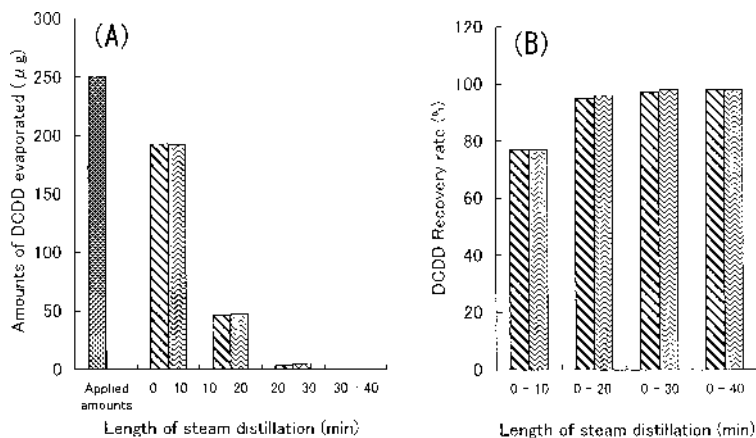 (A)
Amounts of DCDD evaporated (μg)
300
250
200
150
100
50
0
Applied amounts
0 10
10 20
20 30
30 - 40
Length of steam distillation (min)
(B)
DCDD Recovery rate (%)
120
100
80
60
40
20
0
0 - 10
0 - 20
0 - 30
0 - 40
Length of steam distillation (min)